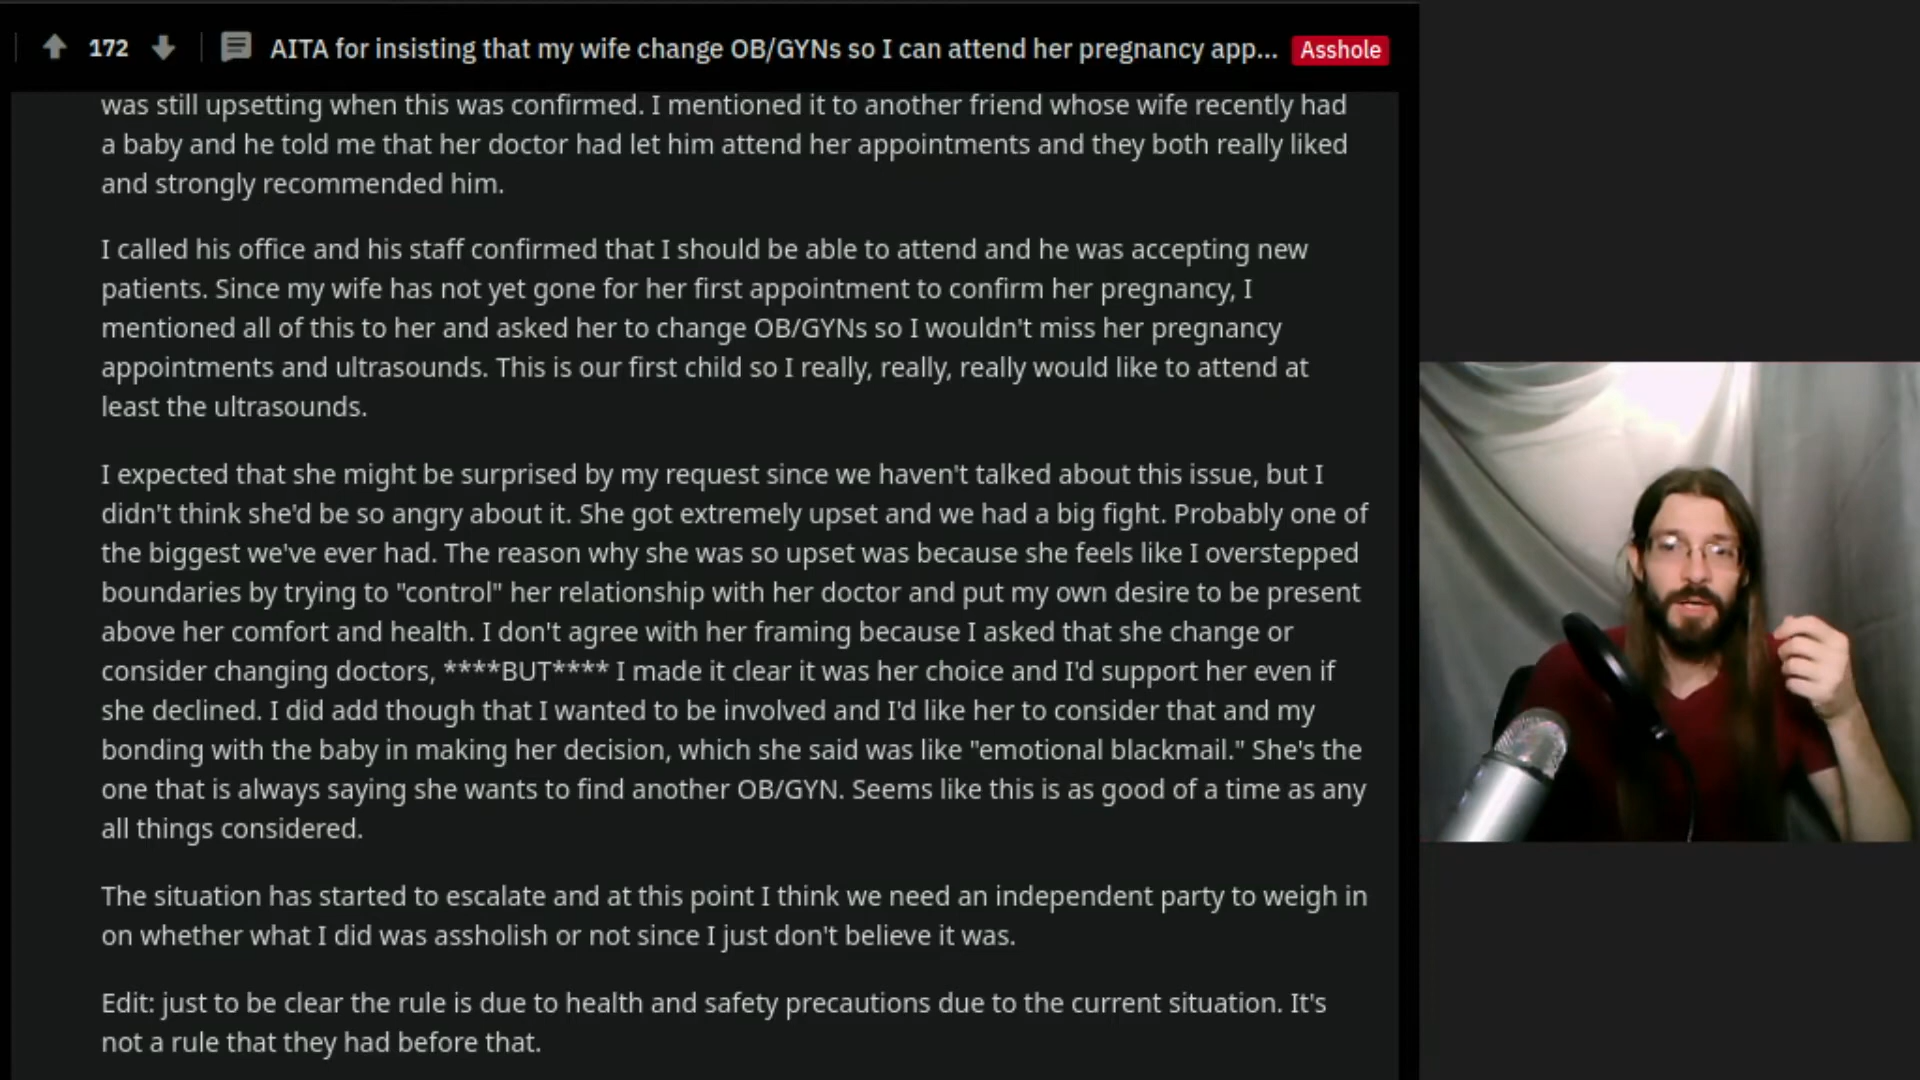 172
AITA for insisting that my wife change OB/GYNs so I can attend her pregnancy app...
Asshole
was still upsetting when this was confirmed. I mentioned it to another friend whose wife recently had
a baby and he told me that her doctor had let him attend her appointments and they both really liked
and strongly recommended him.
I called his office and his staff confirmed that I should be able to attend and he was accepting new
patients. Since my wife has not yet gone for her first appointment to confirm her pregnancy, I
mentioned all of this to her and asked her to change OB/GYNs so I wouldn't miss her pregnancy
appointments and ultrasounds. This is our first child so I really, really, really would like to attend at
least the ultrasounds.
I expected that she might be surprised by my request since we haven't talked about this issue, but I
didn't think she'd be so angry about it. She got extremely upset and we had a big fight. Probably one of
the biggest we've ever had. The reason why she was so upset was because she feels like I overstepped
boundaries by trying to "control" her relationship with her doctor and put my own desire to be present
above her comfort and health. I don't agree with her framing because I asked that she change or
consider changing doctors, ****BUT**** I made it clear it was her choice and I'd support her even if
she declined. I did add though that I wanted to be involved and I'd like her to consider that and my
bonding with the baby in making her decision, which she said was like "emotional blackmail." She's the
one that is always saying she wants to find another OB/GYN. Seems like this is as good of a time as any
all things considered.
The situation has started to escalate and at this point I think we need an independent party to weigh in
on whether what I did was assholish or not since I just don't believe it was.
Edit: just to be clear the rule is due to health and safety precautions due to the current situation. It's
not a rule that they had before that.